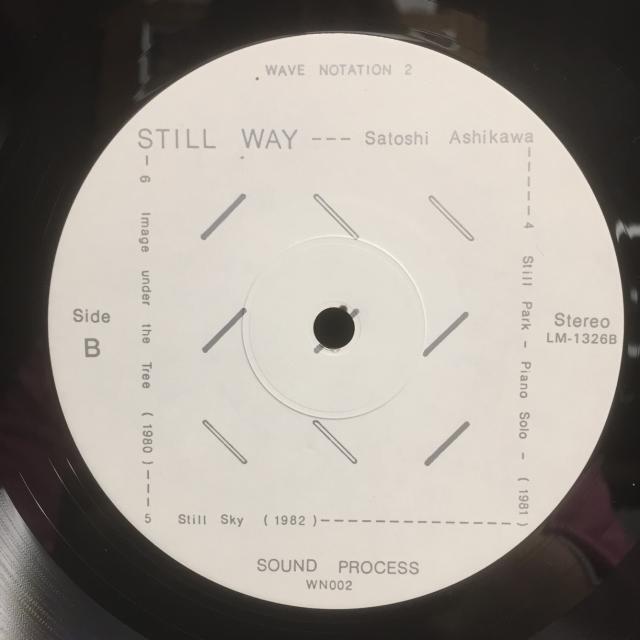 WAVE NOTATION 2
STILL WAY --- Satoshi Ashikawa
-----4 Still Park - Piano Solo - (1981)
5 Still Sky (1982)-----------------
-6 Image under the Tree (1980)---
Side
B
Stereo
LM-1326B
SOUND PROCESS
WN002